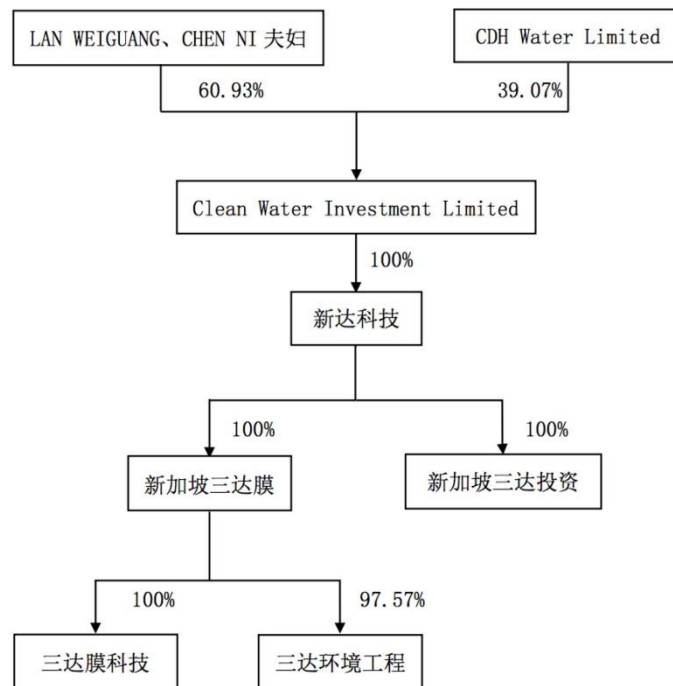 LAN WEIGUANG、CHEN NI 夫妇
CDH Water Limited
60.93%
39.07%
Clean Water Investment Limited
100%
新达科技
100%
100%
新加坡三达膜
新加坡三达投资
100%
97.57%
三达膜科技
三达环境工程